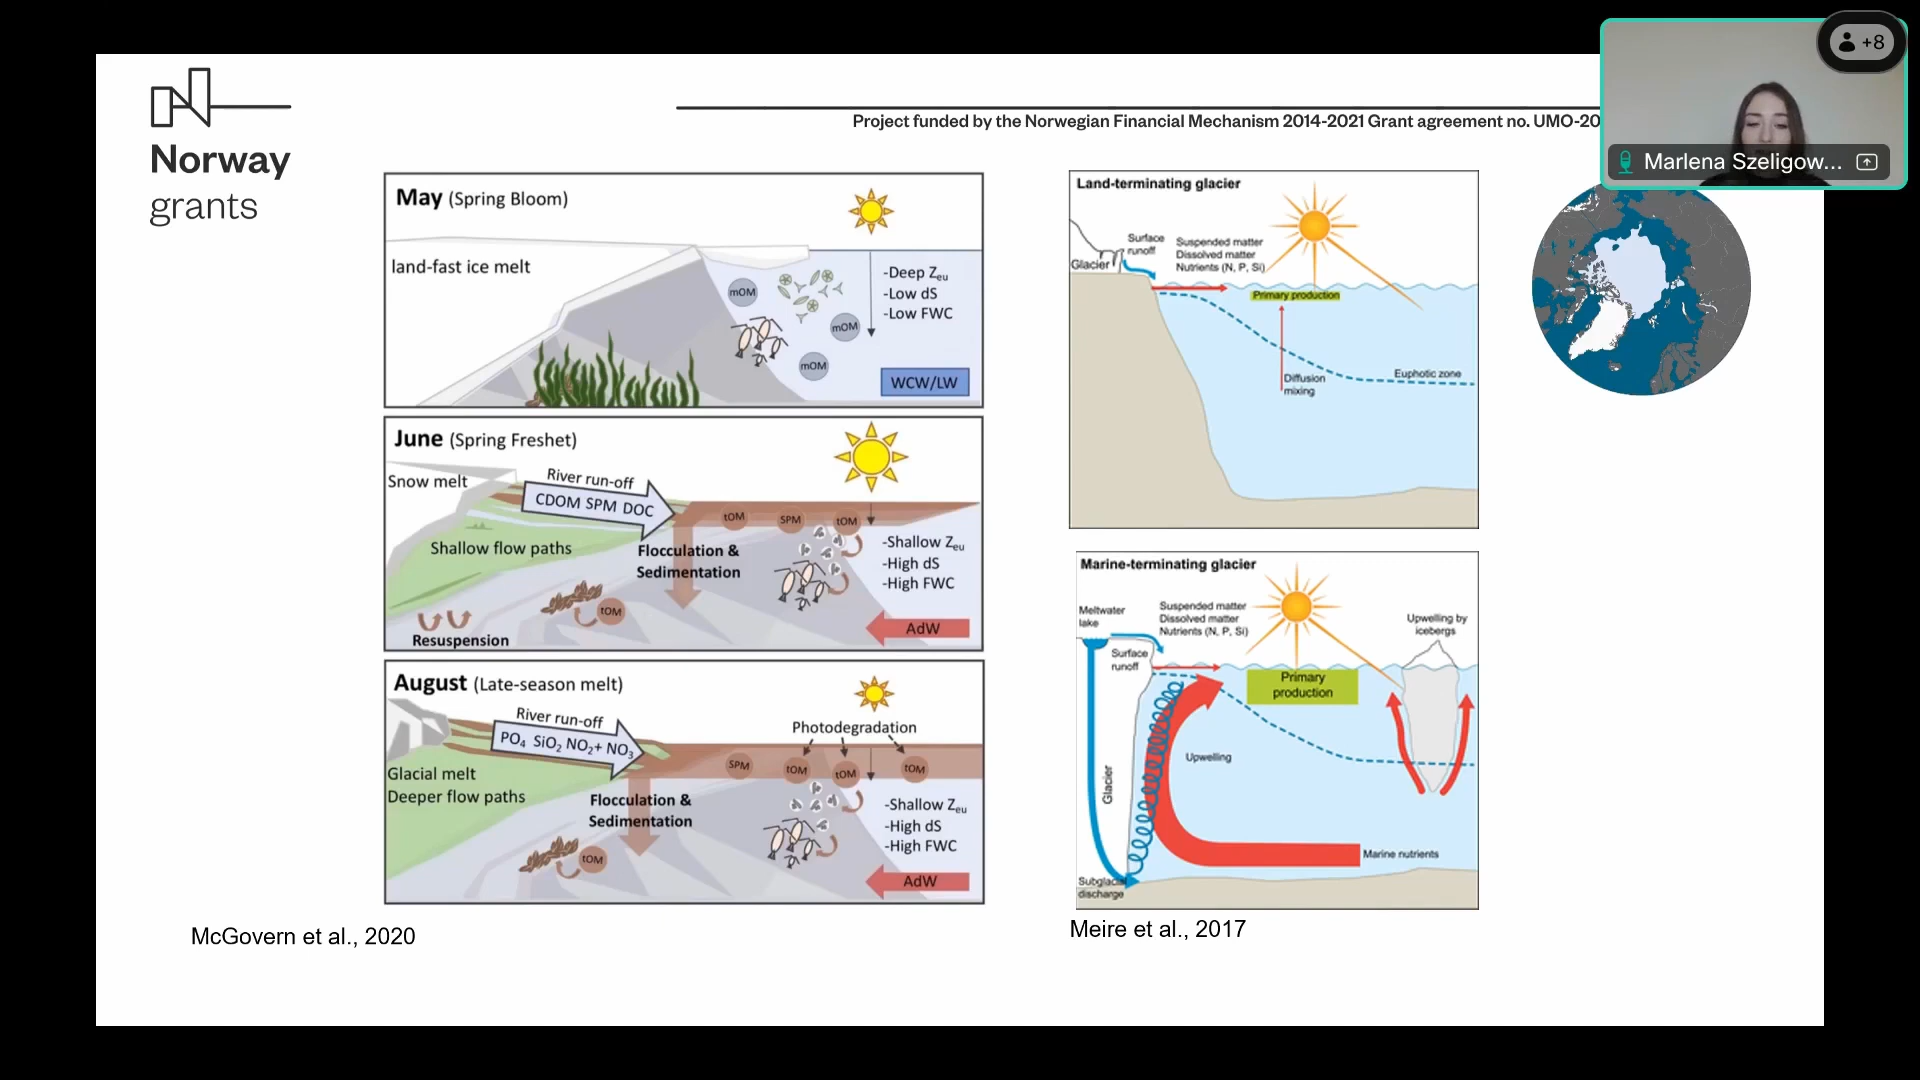 +8
Marlena Szeligow...
Norway
grants
Project funded by the Norwegian Financial Mechanism 2014-2021 Grant agreement no. UMO-20
May (Spring Bloom)
land-fast ice melt
mOM
mOM
mOM
-Deep Zeu
-Low dS
-Low FWC
WCW/LW
June (Spring Freshet)
Snow melt
River run-off
CDOM SPM DOC
tOM
SPM
tOM
Shallow flow paths
Flocculation &
Sedimentation
-Shallow Zeu
-High dS
-High FWC
tOM
Resuspension
AdW
August (Late-season melt)
River run-off
PO4 SiO2 NO2+ NO3
Photodegradation
SPM
tOM
tOM
tOM
Glacial melt
Deeper flow paths
Flocculation &
Sedimentation
-Shallow Zeu
-High dS
-High FWC
tOM
AdW
McGovern et al., 2020
Land-terminating glacier
Surface
runoff
Glacier
Suspended matter
Dissolved matter
Nutrients (N, P, Si)
Primary production
Diffusion
mixing
Euphotic zone
Marine-terminating glacier
Meltwater
lake
Suspended matter
Dissolved matter
Nutrients (N, P, Si)
Upwelling by
icebergs
Surface
runoff
Primary
production
Upwelling
Glacier
Marine nutrients
Subglacial
discharge
Meire et al., 2017